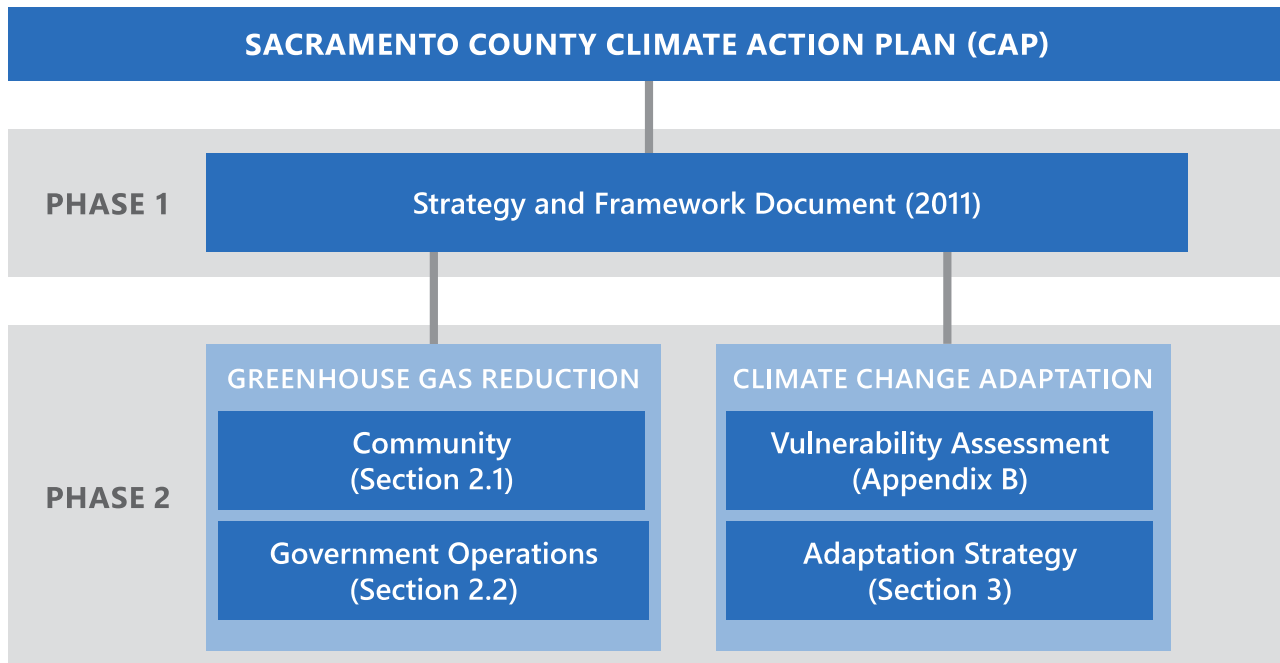 SACRAMENTO COUNTY CLIMATE ACTION PLAN (CAP)
PHASE 1
Strategy and Framework Document (2011)
PHASE 2
GREENHOUSE GAS REDUCTION
Community
(Section 2.1)
Government Operations
(Section 2.2)
CLIMATE CHANGE ADAPTATION
Vulnerability Assessment
(Appendix B)
Adaptation Strategy
(Section 3)